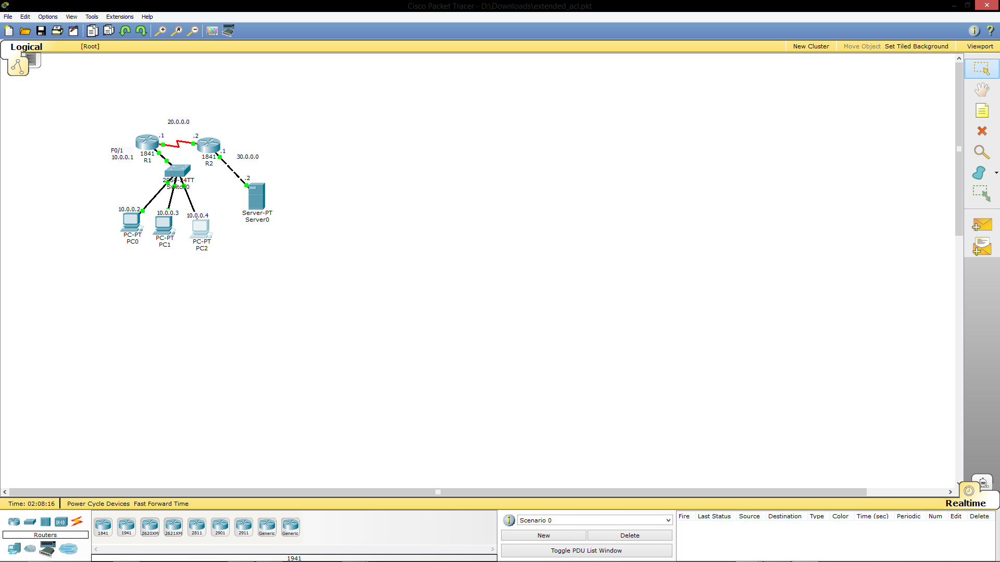 Cisco Packet Tracer - D:\Downloads\extended_acl.pkt
File Edit Options View Tools Extensions Help
Logical [Root] New Cluster Move Object Set Tiled Background Viewport
20.0.0.0
.1 .2
F0/1
10.0.0.1
1841
R1
1841
R2
.1
30.0.0.0
2960-24TT
Switch0
.2
10.0.0.2
10.0.0.3
10.0.0.4
PC-PT
PC0
PC-PT
PC1
PC-PT
PC2
Server-PT
Server0
Time: 02:08:16 Power Cycle Devices Fast Forward Time
Realtime
Routers
1841 1941 2620XM 2621XM 2811 2901 2911 Generic Generic
1941
Scenario 0
New Delete
Toggle PDU List Window
Fire Last Status Source Destination Type Color Time (sec) Periodic Num Edit Delete